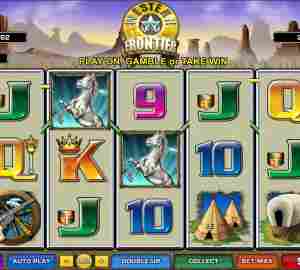 WESTERN
FRONTIER
PLAY ON, GAMBLE OR TAKE WIN
J 9 J
Q K 10 Q
J 10
AUTO PLAY DOUBLE UP COLLECT BET MAX